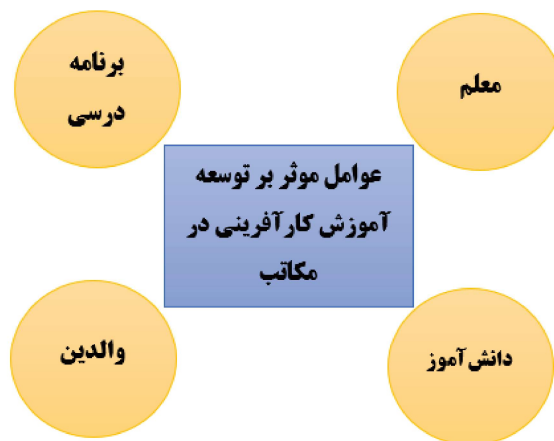 معلم
برنامه
درسی
عوامل موثر بر توسعه
آموزش کارآفرینی در
مکاتب
دانش‌آموز
والدین